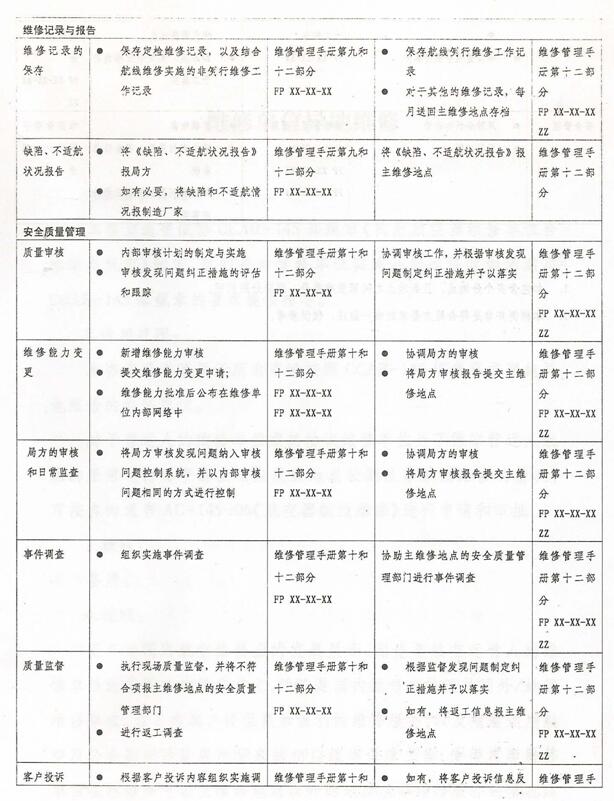 维修记录与报告
维修记录的
保存
● 保存定检维修记录，以及结合
航线维修实施的非例行维修工
作记录
维修管理手册第九和
十二部分
FP XX-XX-XX
● 保存航线例行维修工作记
录
● 对于其他的维修记录，每
月送回主维修地点存档
维修管理手
册第十二部
分
FP XX-XX-XX
ZZ
缺陷、不适航
状况报告
● 将《缺陷、不适航状况报告》
报局方
● 如有必要，将缺陷和不适航情
况报制造厂家
维修管理手册第九和
十二部分
FP XX-XX-XX
将《缺陷、不适航状况报告》报
主维修地点
维修管理手
册第十二部
分
安全质量管理
质量审核
● 内部审核计划的制定与实施
● 审核发现问题纠正措施的评估
和跟踪
维修管理手册第十和
十二部分
FP XX-XX-XX
协调审核工作，并根据审核发现
问题制定纠正措施并予以落实
维修管理手
册第十二部
分
FP XX-XX-XX
维修能力变
更
● 新增维修能力审核
● 提交维修能力变更申请；
● 维修能力批准后公布在维修单
位内部网络中
维修管理手册第十和
十二部分
FP XX-XX-XX
FP XX-XX-XX
● 协调局方的审核
● 将局方审核报告提交主维
修地点
维修管理手
册第十二部
分
FP XX-XX-XX
ZZ
局方的审核
和日常监查
● 将局方审核发现问题纳入审核
问题控制系统，并以内部审核
问题相同的方式进行控制
维修管理手册第十和
十二部分
FP XX-XX-XX
● 协调局方的审核
● 将局方审核报告提交主维
修地点
维修管理手
册第十二部
分
FP XX-XX-XX
ZZ
事件调查
● 组织实施事件调查
维修管理手册第十和
十二部分
FP XX-XX-XX
协助主维修地点的安全质量管
理部门进行事件调查
维修管理手
册第十二部
分
FP XX-XX-XX
ZZ
质量监督
● 执行现场质量监督，并将不符
合项报主维修地点的安全质量
管理部门
● 进行返工调查
维修管理手册第十和
十二部分
FP XX-XX-XX
● 根据监督发现问题制定纠
正措施并予以落实
● 如有，将返工信息报主维
修地点
维修管理手
册第十二部
分
FP XX-XX-XX
ZZ
客户投诉
● 根据客户投诉内容组织实施调
维修管理手册第十和
● 如有，将客户投诉信息反
维修管理手